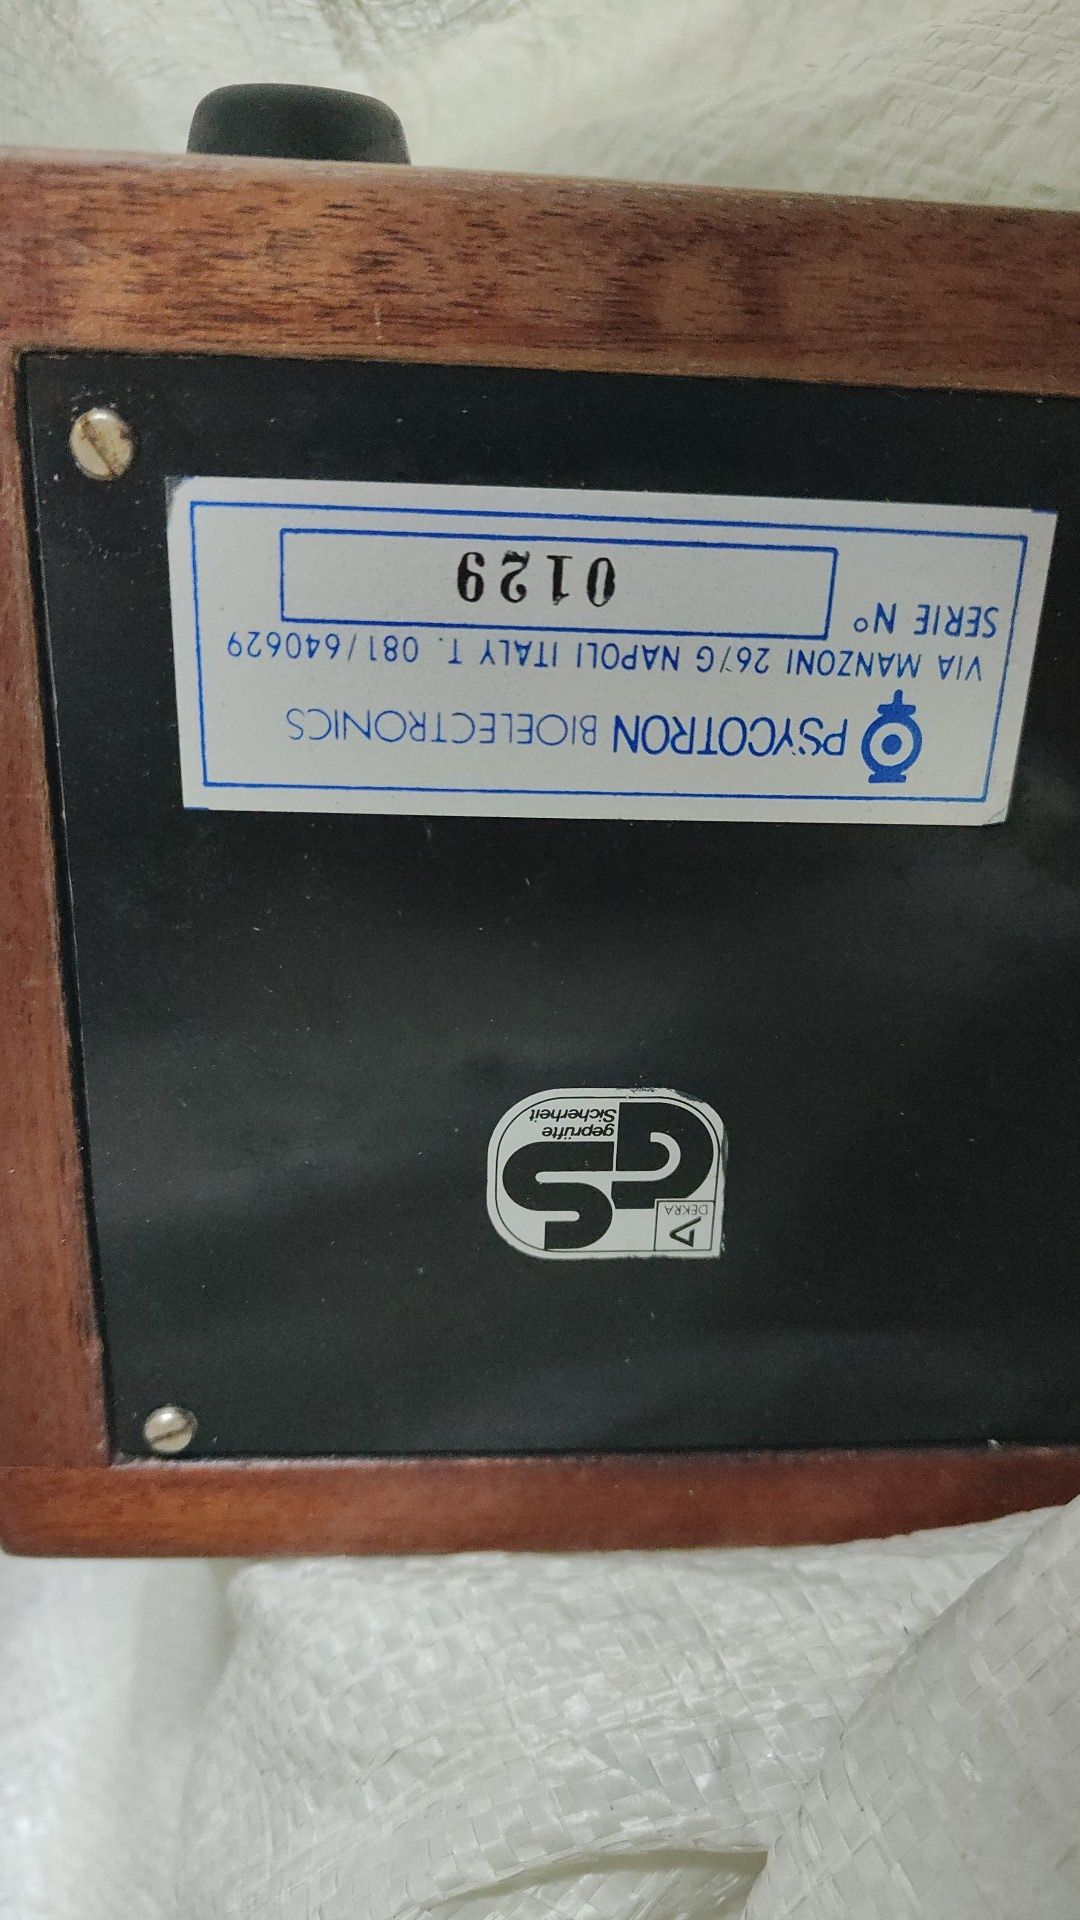 PSYCOTRON BIOELECTRONICS
VIA MANZONI 26/G NAPOLI ITALY T. 081/640629
SERIE N° 0129
DEKRA
GS
geprüfte
Sicherheit